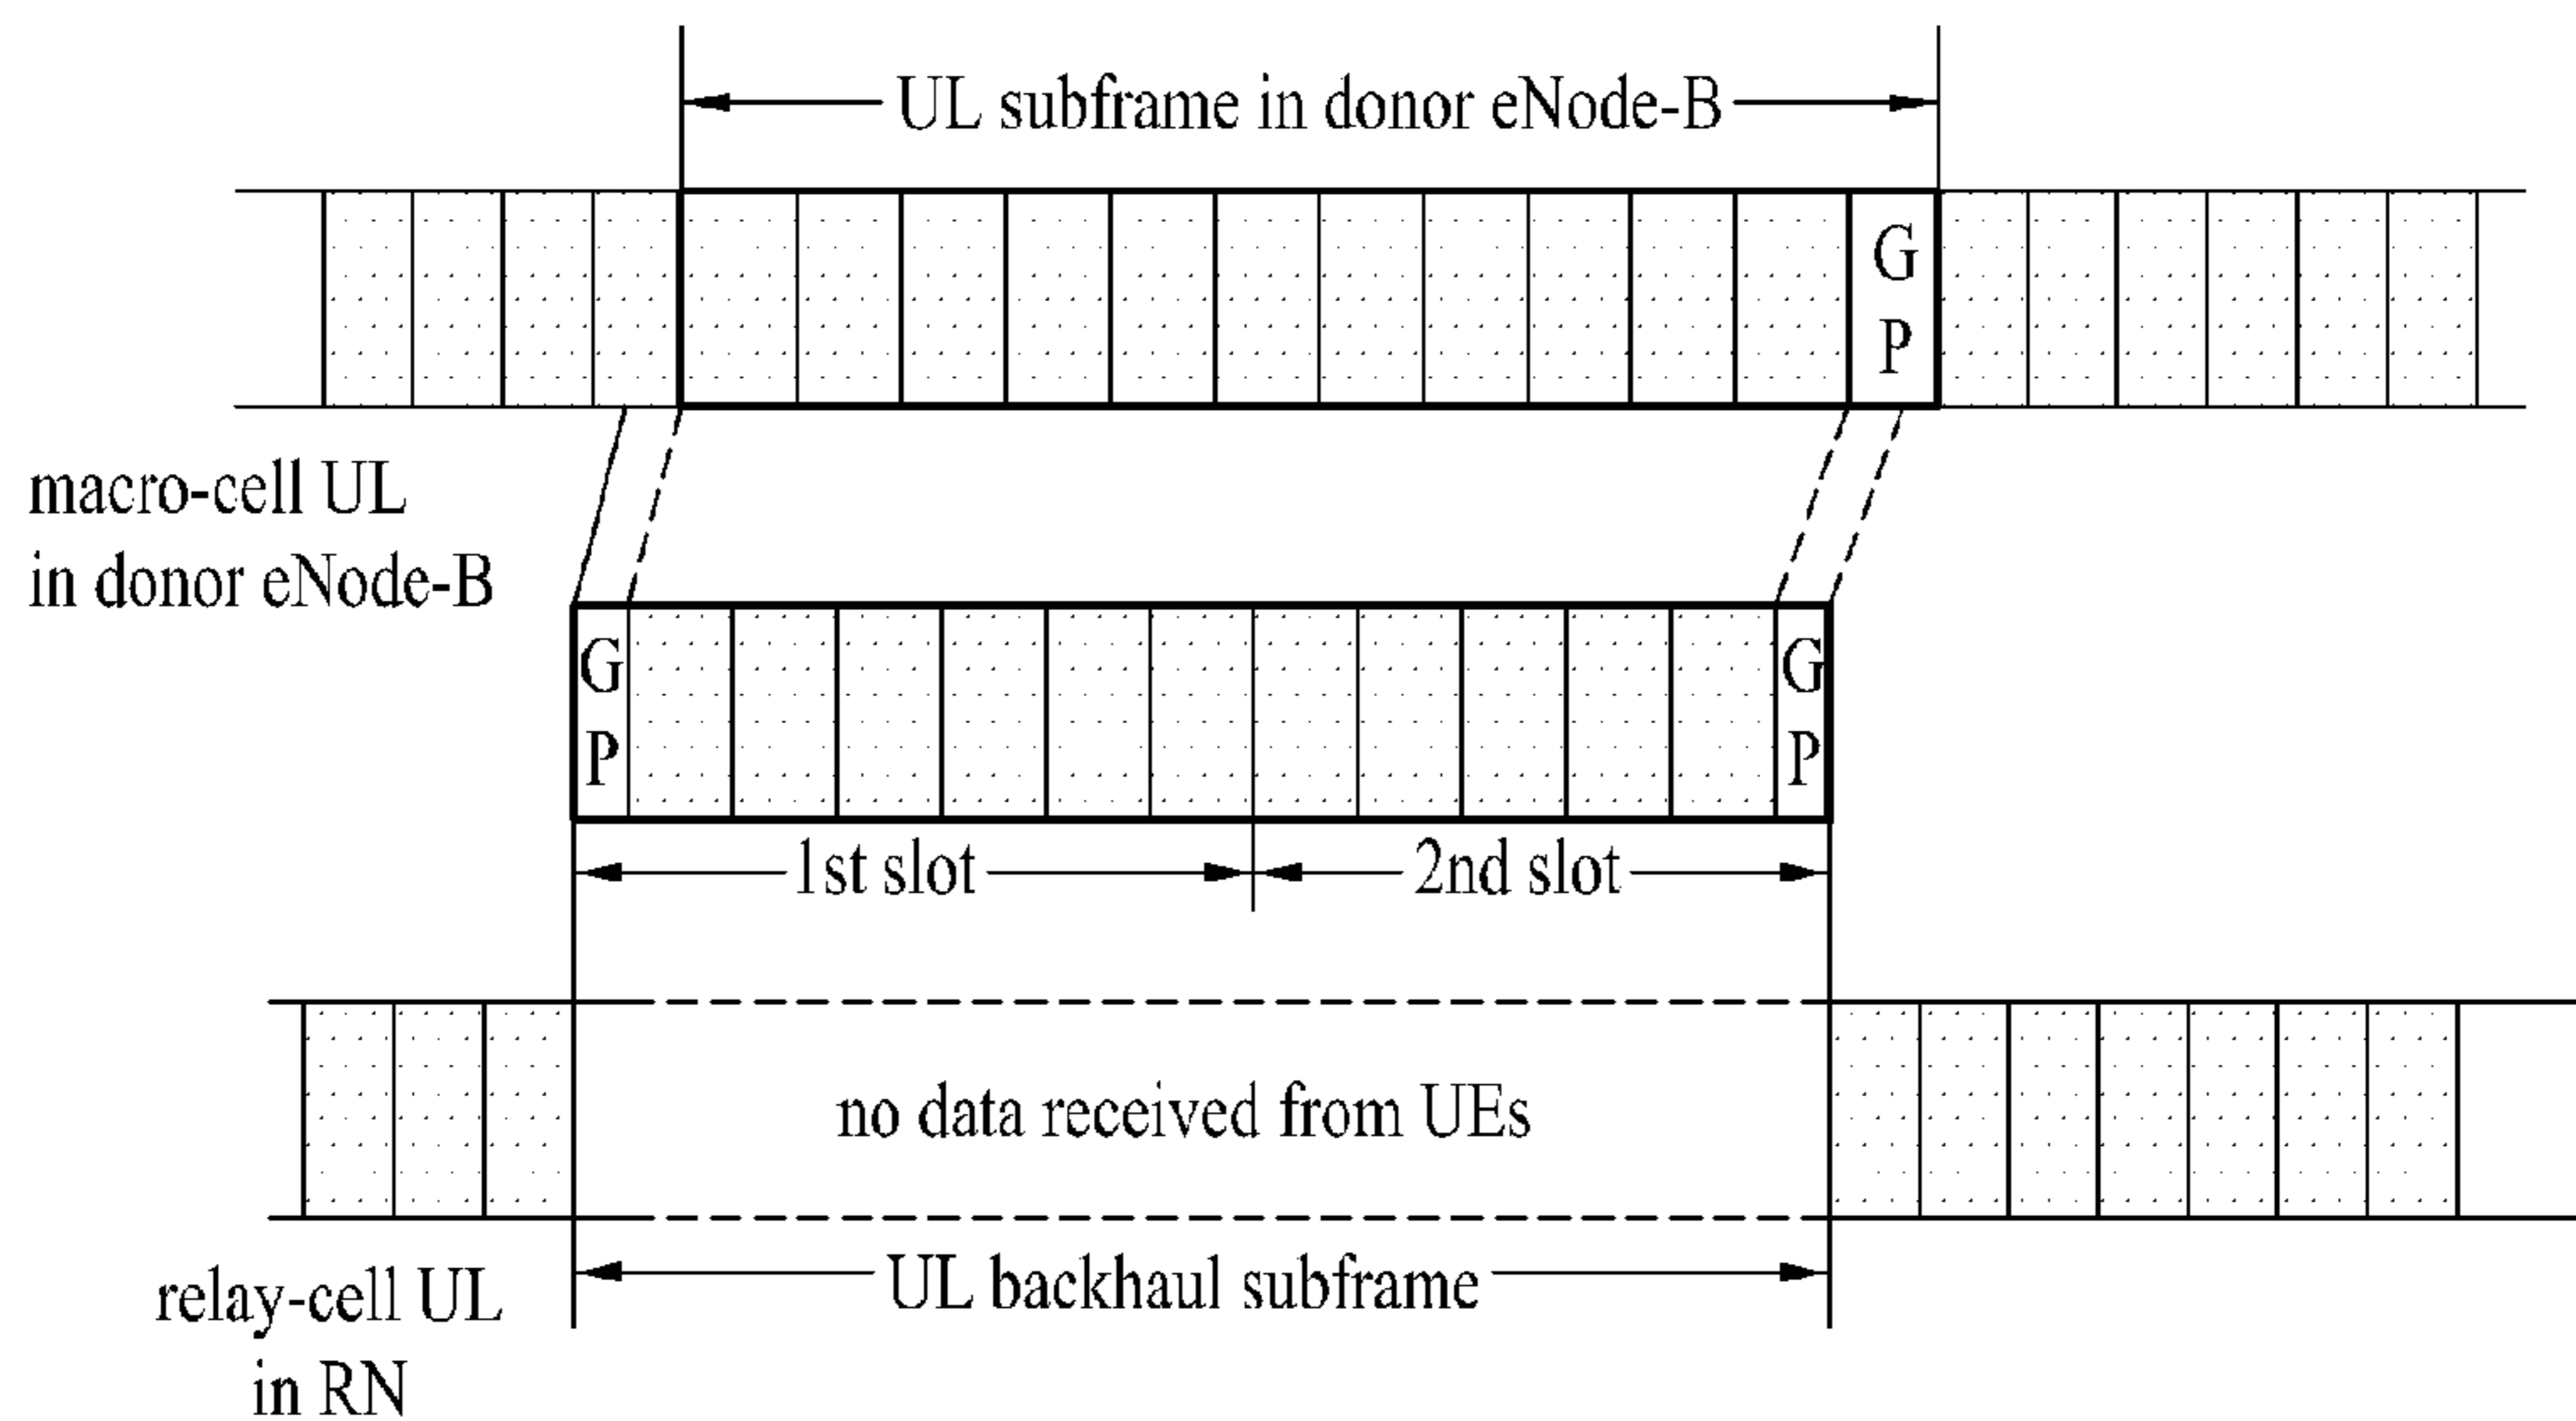 UL subframe in donor eNode-B
G
P
macro-cell UL
in donor eNode-B
G
P
G
P
1st slot
2nd slot
no data received from UEs
UL backhaul subframe
relay-cell UL
in RN